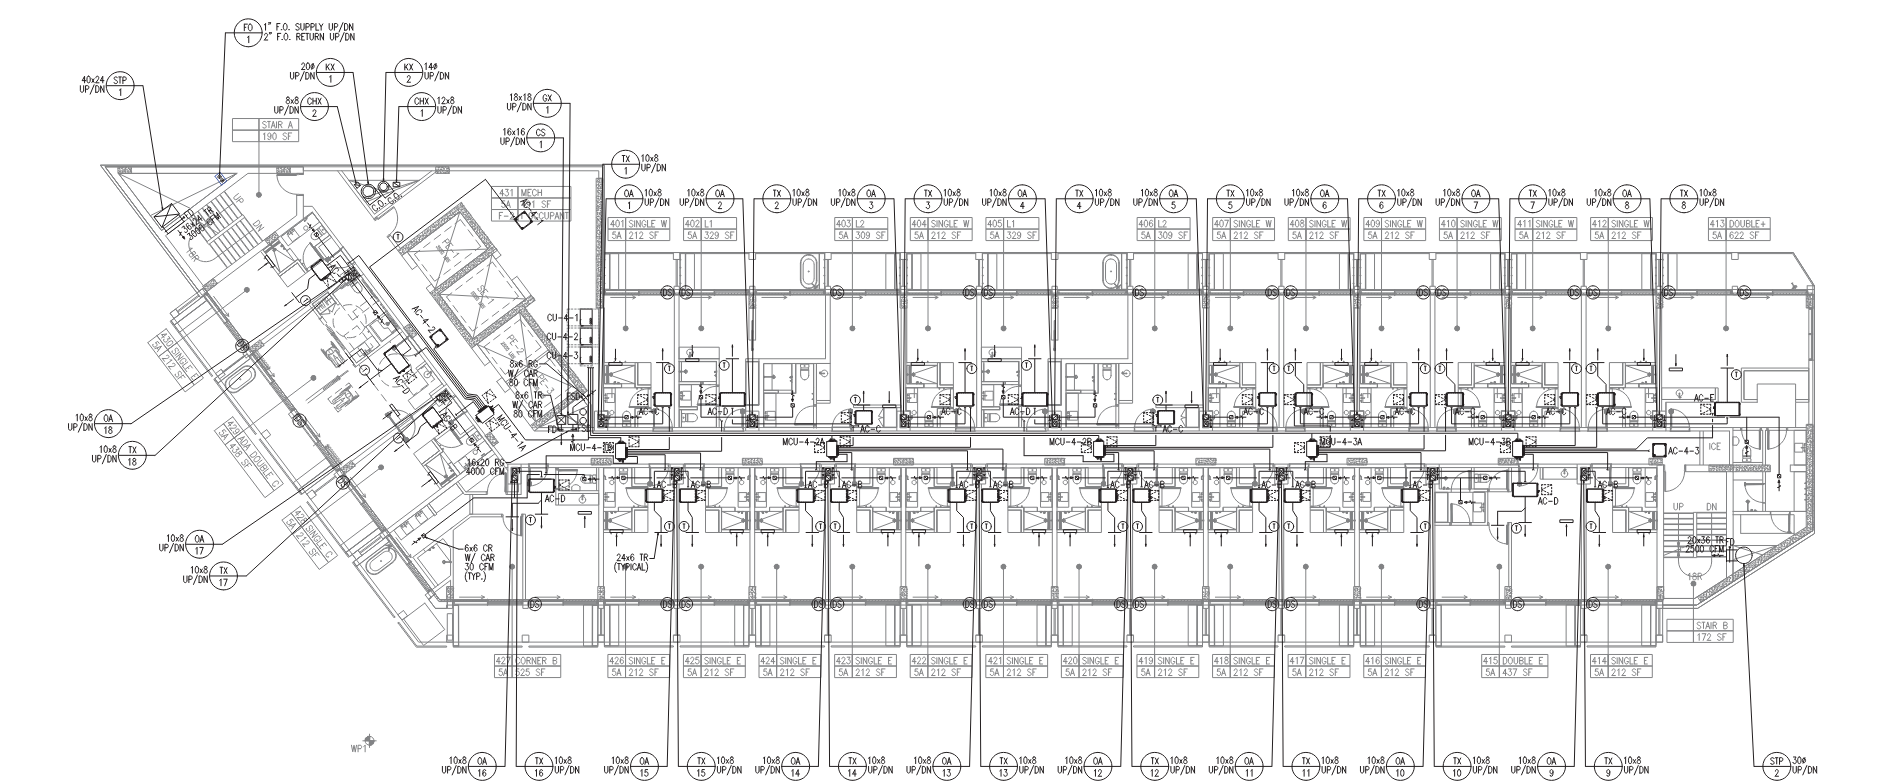 FO
1
1" F.O. SUPPLY UP/DN
2" F.O. RETURN UP/DN
40x24
UP/DN
STP
1
20ø
UP/DN
KX
1
KX
2
14ø
UP/DN
8x8
UP/DN
CHX
2
CHX
1
12x8
UP/DN
18x18
UP/DN
GX
1
16x16
UP/DN
CS
1
TX
1
10x8
UP/DN
STAIR A
190 SF
431 MECH
OA
1
10x8
UP/DN
10x8
UP/DN
OA
2
TX
2
10x8
UP/DN
10x8
UP/DN
OA
3
TX
3
10x8
UP/DN
10x8
UP/DN
OA
4
TX
4
10x8
UP/DN
10x8
UP/DN
OA
5
TX
5
10x8
UP/DN
10x8
UP/DN
OA
6
TX
6
10x8
UP/DN
10x8
UP/DN
OA
7
TX
7
10x8
UP/DN
10x8
UP/DN
OA
8
TX
8
10x8
UP/DN
401 SINGLE W
5A 212 SF
402 L1
5A 329 SF
403 L2
5A 309 SF
404 SINGLE W
5A 212 SF
405 L1
5A 329 SF
406 L2
5A 309 SF
407 SINGLE W
5A 212 SF
408 SINGLE W
5A 212 SF
409 SINGLE W
5A 212 SF
410 SINGLE W
5A 212 SF
411 SINGLE W
5A 212 SF
412 SINGLE W
5A 212 SF
413 DOUBLE+
5A 622 SF
UP
DN
18R
C.O.
CU-4-1
CU-4-2
CU-4-3
AC-4-2
8x6 RG
W/ CAR
80 CFM
8x6 TR
W/ CAR
80 CFM
16x20 RG
4000 CFM
MCU-4-1A
MCU-4-2A
MCU-4-2B
MCU-4-3A
MCU-4-3B
AC-4-3
AC-C
AC-D.1
AC-C
AC-C
AC-D.1
AC-C
AC-C
AC-C
AC-C
AC-C
AC-C
AC-C
AC-E
ICE
AC-D
AC-B
AC-B
AC-B
AC-B
AC-B
AC-D
AC-B
UP
DN
20x36 TR
2500 CFM
18R
430 SINGLE C
5A 212 SF
429 ADA DOUBLE C
5A 438 SF
428 SINGLE C
5A 212 SF
10x8
UP/DN
OA
18
10x8
UP/DN
TX
18
10x8
UP/DN
OA
17
10x8
UP/DN
TX
17
6x6 CR
W/ CAR
30 CFM
(TYP.)
24x6 TR
(TYPICAL)
STAIR B
172 SF
427 CORNER B
5A 525 SF
426 SINGLE E
5A 212 SF
425 SINGLE E
5A 212 SF
424 SINGLE E
5A 212 SF
423 SINGLE E
5A 212 SF
422 SINGLE E
5A 212 SF
421 SINGLE E
5A 212 SF
420 SINGLE E
5A 212 SF
419 SINGLE E
5A 212 SF
418 SINGLE E
5A 212 SF
417 SINGLE E
5A 212 SF
416 SINGLE E
5A 212 SF
415 DOUBLE E
5A 437 SF
414 SINGLE E
5A 212 SF
WP1
10x8
UP/DN
OA
16
TX
16
10x8
UP/DN
10x8
UP/DN
OA
15
TX
15
10x8
UP/DN
10x8
UP/DN
OA
14
TX
14
10x8
UP/DN
10x8
UP/DN
OA
13
TX
13
10x8
UP/DN
10x8
UP/DN
OA
12
TX
12
10x8
UP/DN
10x8
UP/DN
OA
11
TX
11
10x8
UP/DN
10x8
UP/DN
OA
10
TX
10
10x8
UP/DN
10x8
UP/DN
OA
9
TX
9
10x8
UP/DN
STP
2
30ø
UP/DN